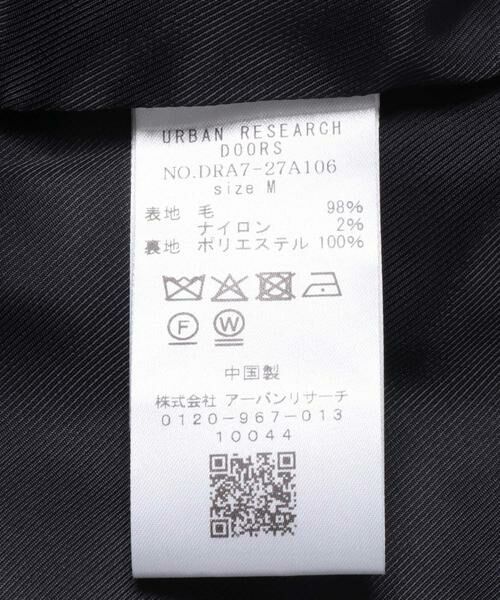 URBAN RESEARCH
DOORS
NO.DRA7-27A106
size M
表地 毛 98%
ナイロン 2%
裏地 ポリエステル 100%
F W
中国製
株式会社 アーバンリサーチ
0120-967-013
10044